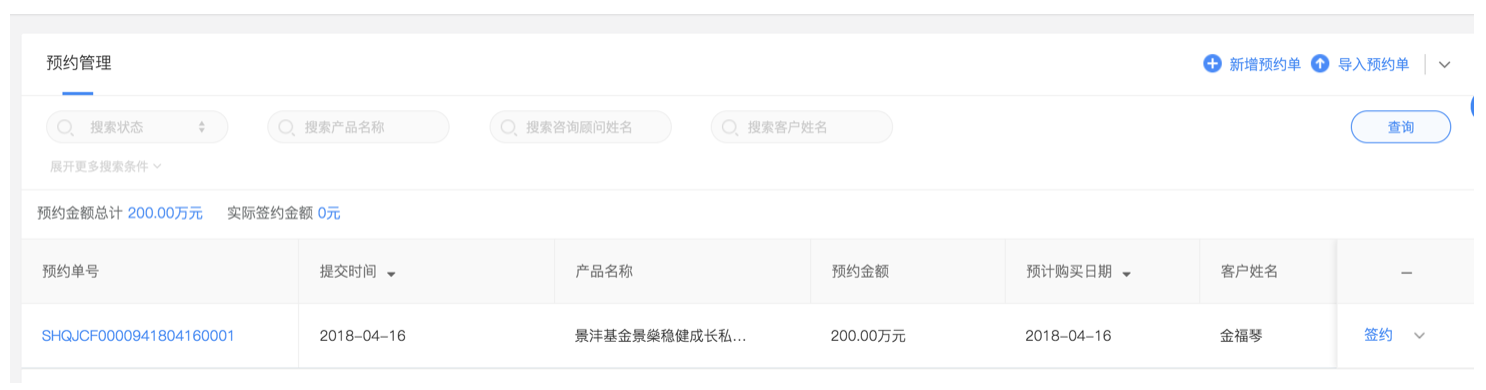 预约管理 新增预约单 导入预约单
搜索状态 搜索产品名称 搜索咨询顾问姓名 搜索客户姓名 查询
展开更多搜索条件
预约金额总计 200.00万元 实际签约金额 0元
预约单号 提交时间 产品名称 预约金额 预计购买日期 客户姓名 –
SHQJCF0000941804160001 2018–04–16 景沣基金景燊稳健成长私... 200.00万元 2018–04–16 金福琴 签约